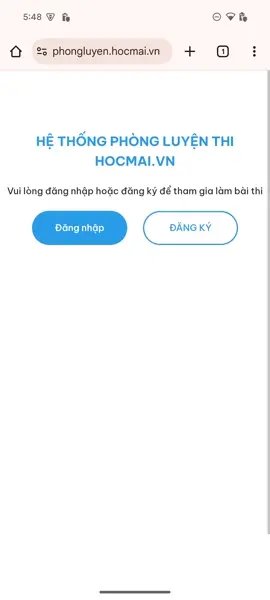 5:48
phongluyen.hocmai.vn
1
HỆ THỐNG PHÒNG LUYỆN THI
HOCMAI.VN
Vui lòng đăng nhập hoặc đăng ký để tham gia làm bài thi
Đăng nhập
ĐĂNG KÝ